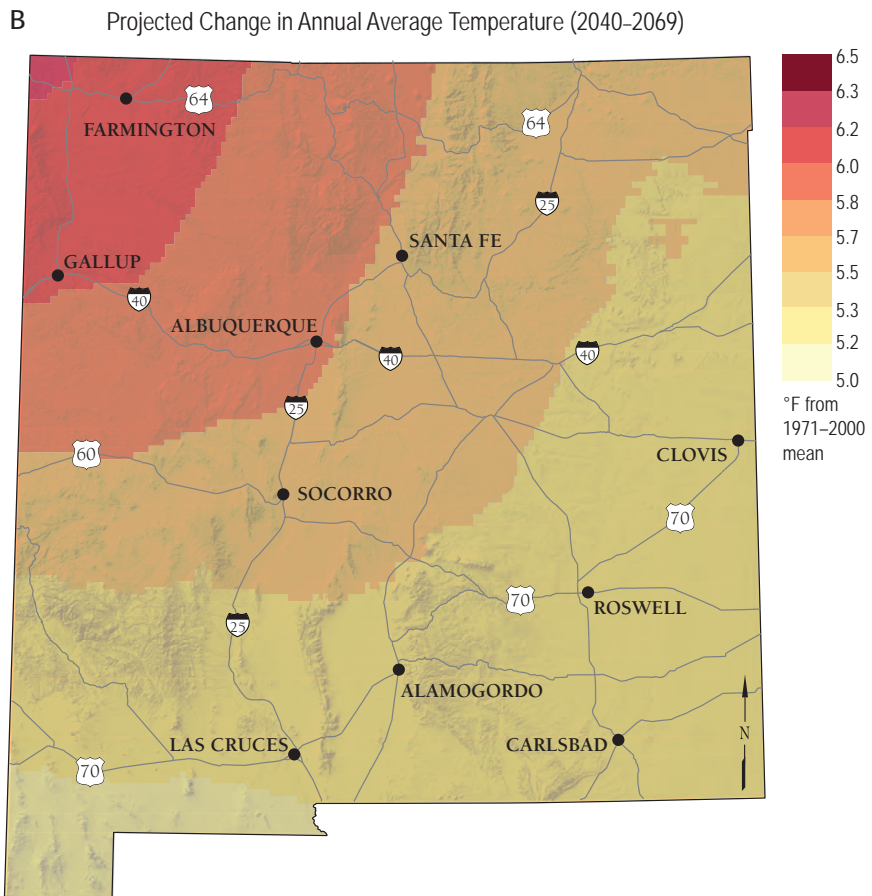 B
Projected Change in Annual Average Temperature (2040–2069)
6.5
6.3
6.2
6.0
5.8
5.7
5.5
5.3
5.2
5.0
°F from
1971–2000
mean
64
FARMINGTON
64
25
SANTA FE
GALLUP
40
ALBUQUERQUE
40
40
25
60
CLOVIS
SOCORRO
70
70
ROSWELL
25
ALAMOGORDO
LAS CRUCES
CARLSBAD
N
70